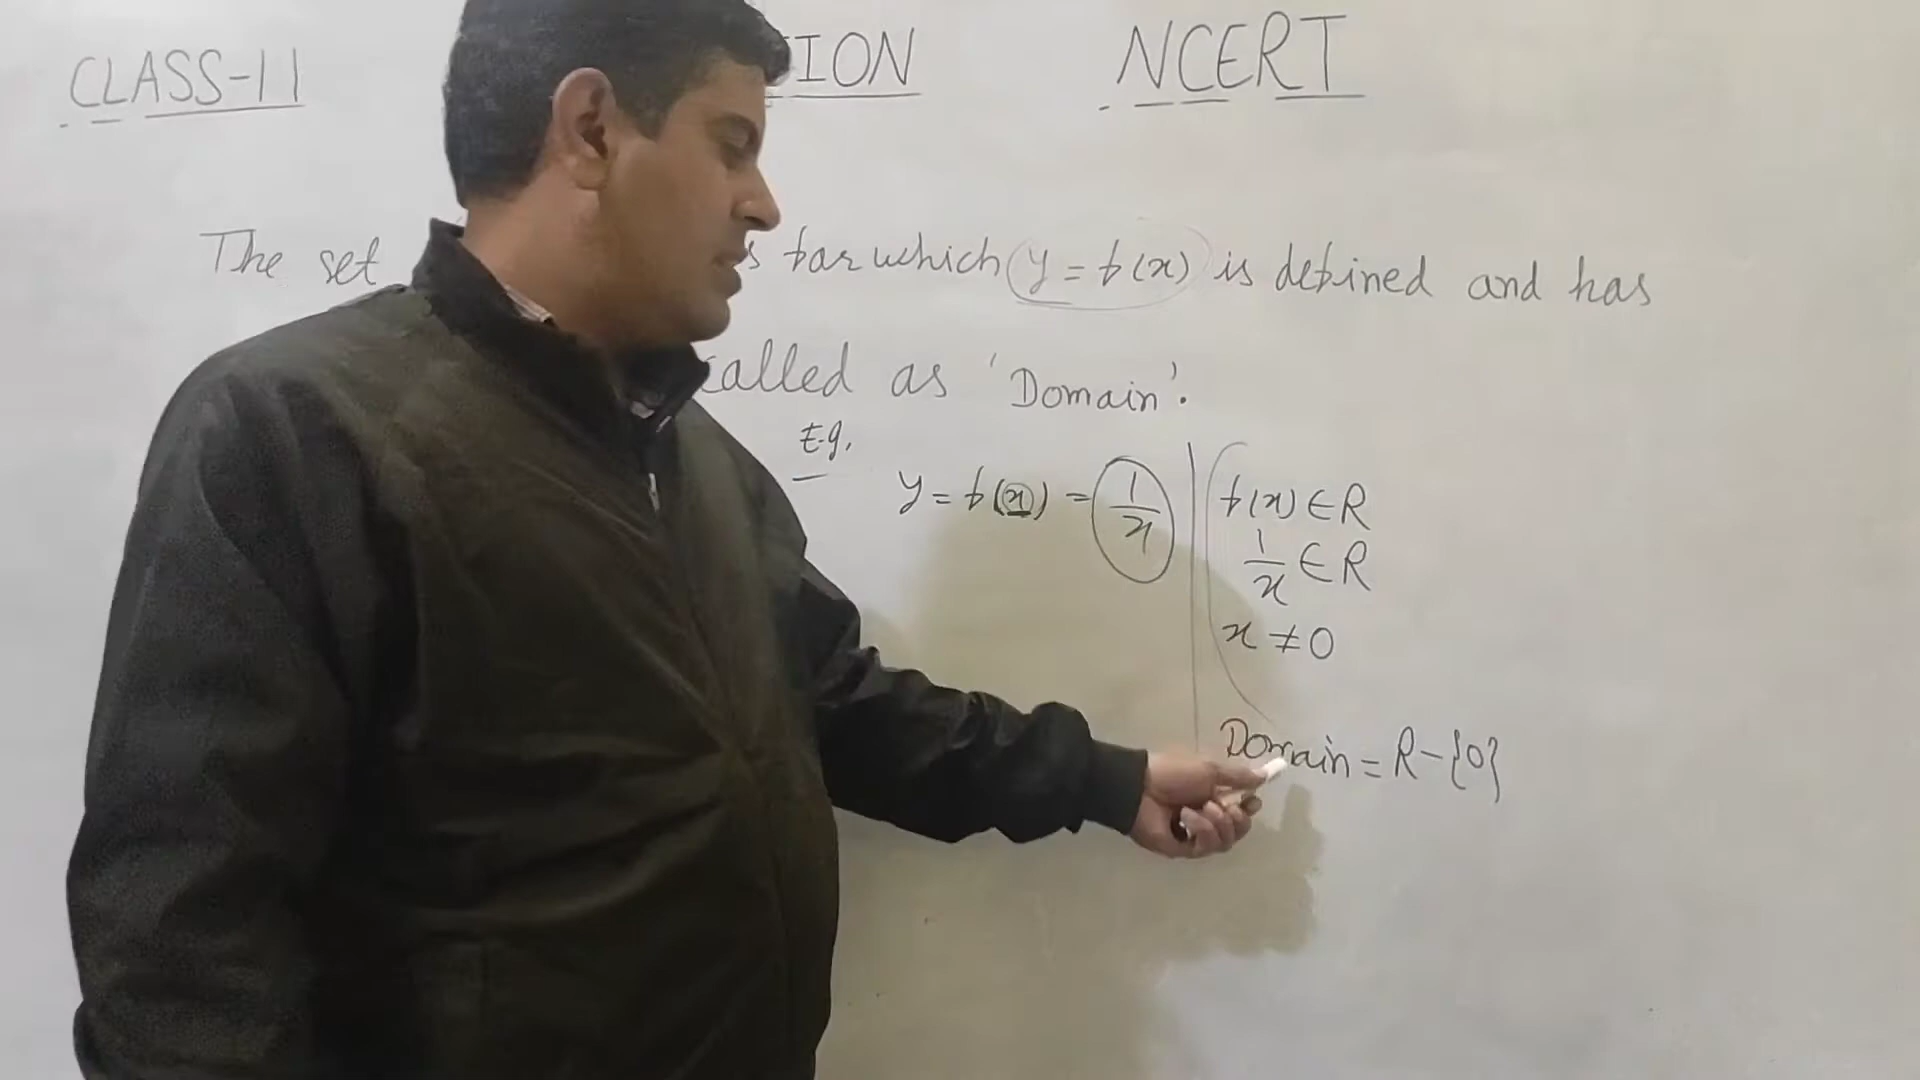 CLASS-11 TION NCERT
The set s for which y = f(x) is defined and has
called as 'Domain'.
E.g.
y = f(x) = 1/x
f(x) ∈ R
1/x ∈ R
x ≠ 0
Domain = R - {0}